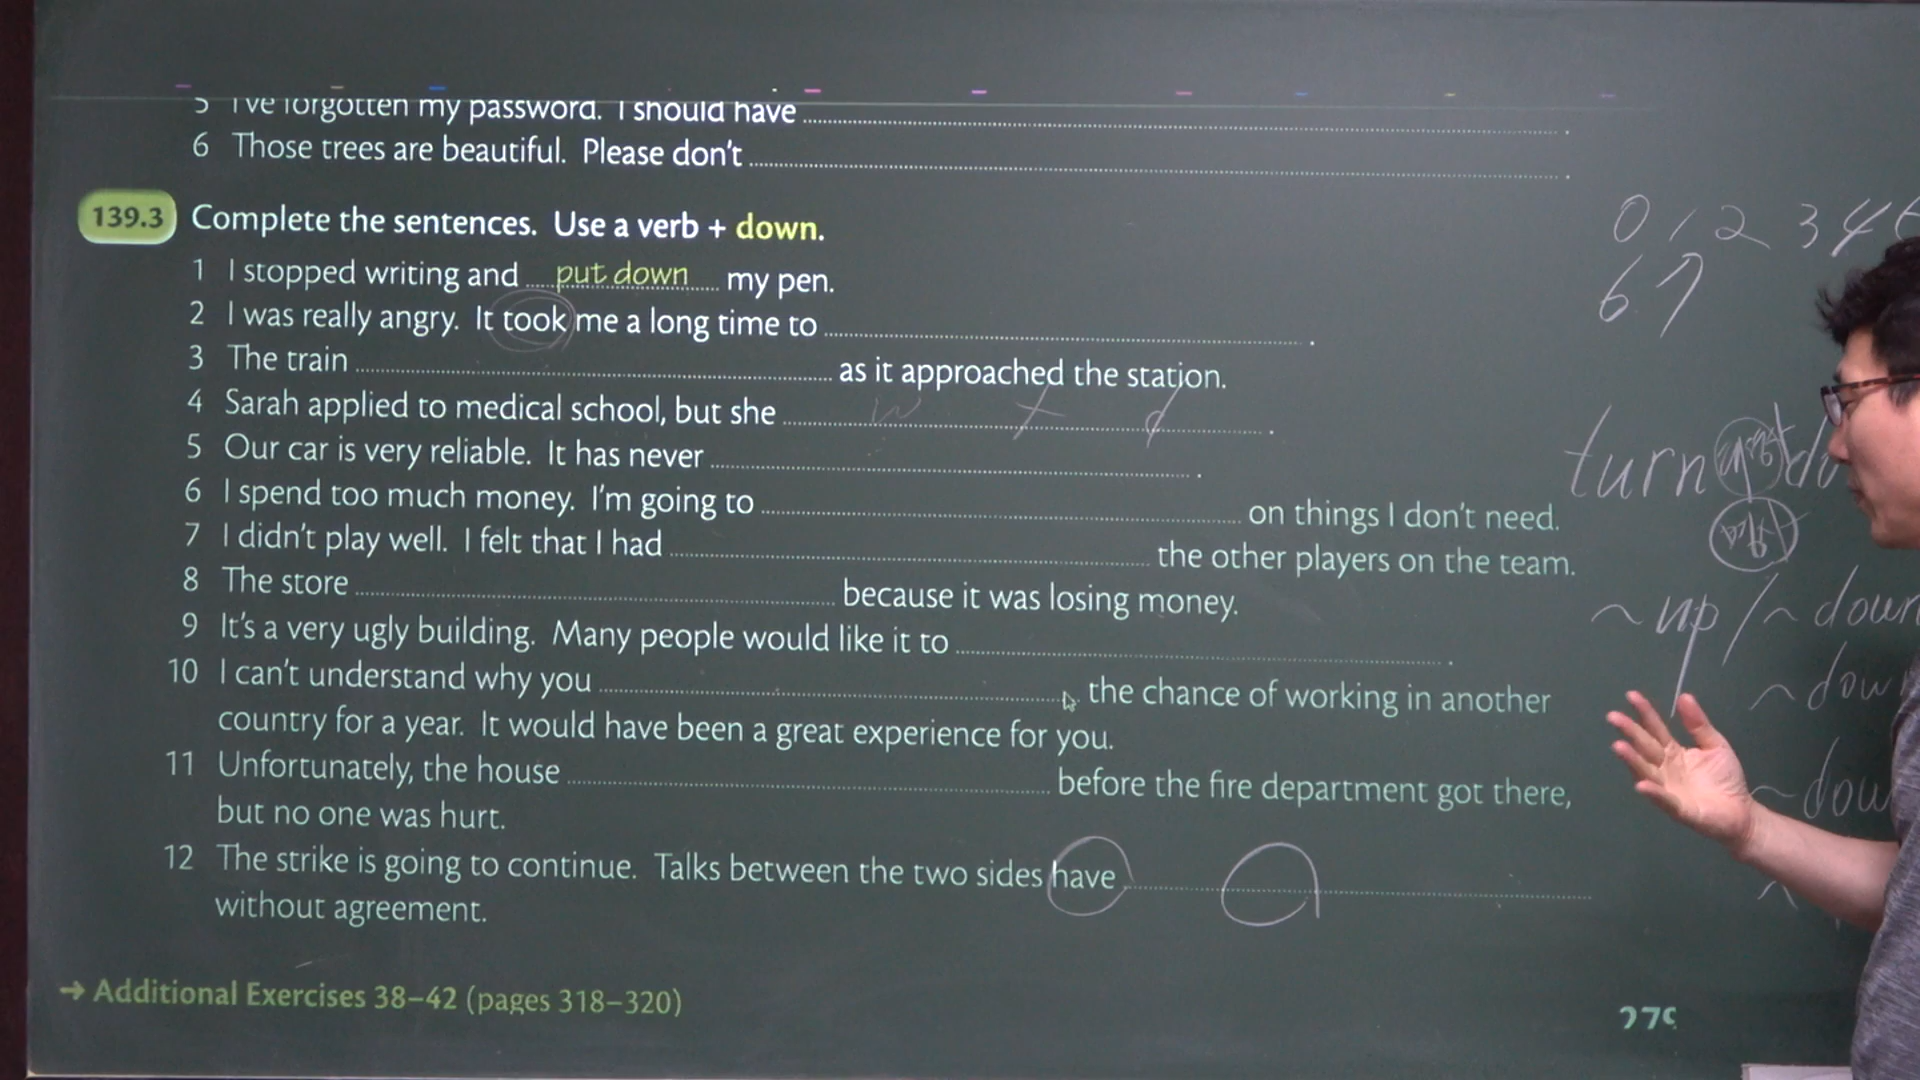 5 I've forgotten my password. I should have .
6 Those trees are beautiful. Please don't .
139.3 Complete the sentences. Use a verb + down.
1 I stopped writing and put down my pen.
2 I was really angry. It took me a long time to .
3 The train as it approached the station.
4 Sarah applied to medical school, but she .
5 Our car is very reliable. It has never .
6 I spend too much money. I'm going to on things I don't need.
7 I didn't play well. I felt that I had the other players on the team.
8 The store because it was losing money.
9 It's a very ugly building. Many people would like it to .
10 I can't understand why you the chance of working in another
country for a year. It would have been a great experience for you.
11 Unfortunately, the house before the fire department got there,
but no one was hurt.
12 The strike is going to continue. Talks between the two sides have
without agreement.
→ Additional Exercises 38–42 (pages 318–320)
0 1 2 3 4
6 7
turn
~ up / ~ down